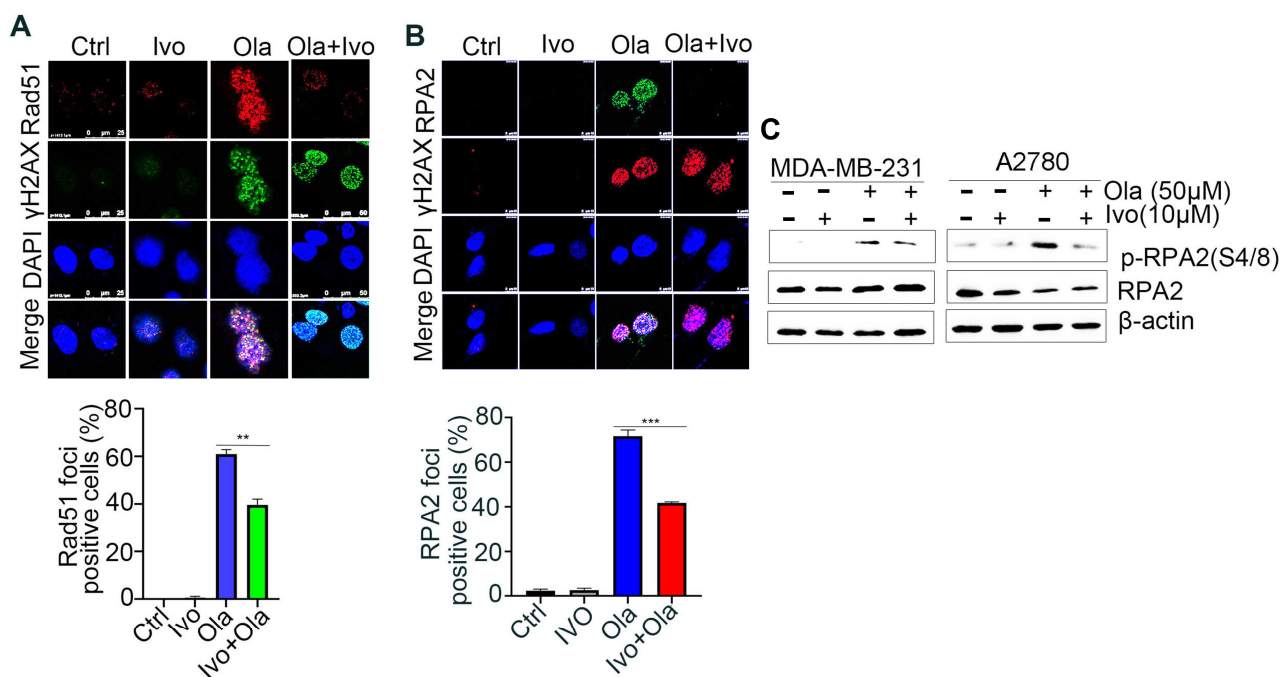 A
Ctrl Ivo Ola Ola+Ivo
Rad51
γH2AX
DAPI
Merge
0 µm 25
0 µm 25
0 µm 25
0 µm 50
0 µm 25
0 µm 50
Rad51 foci
positive cells (%)
80
60
40
20
0
**
Ctrl
Ivo
Ola
Ivo+Ola
B
Ctrl Ivo Ola Ola+Ivo
RPA2
γH2AX
DAPI
Merge
RPA2 foci
positive cells (%)
80
60
40
20
0
***
Ctrl
IVO
Ola
Ivo+Ola
C
MDA-MB-231 A2780
- - + + - - + + Ola (50µM)
- + - + - + - + Ivo(10µM)
p-RPA2(S4/8)
RPA2
β-actin